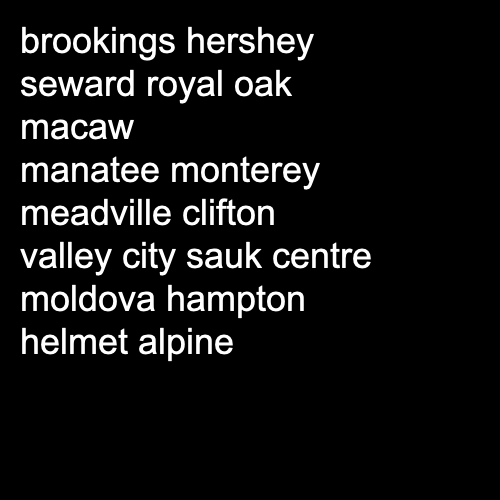 brookings hershey
seward royal oak
macaw
manatee monterey
meadville clifton
valley city sauk centre
moldova hampton
helmet alpine